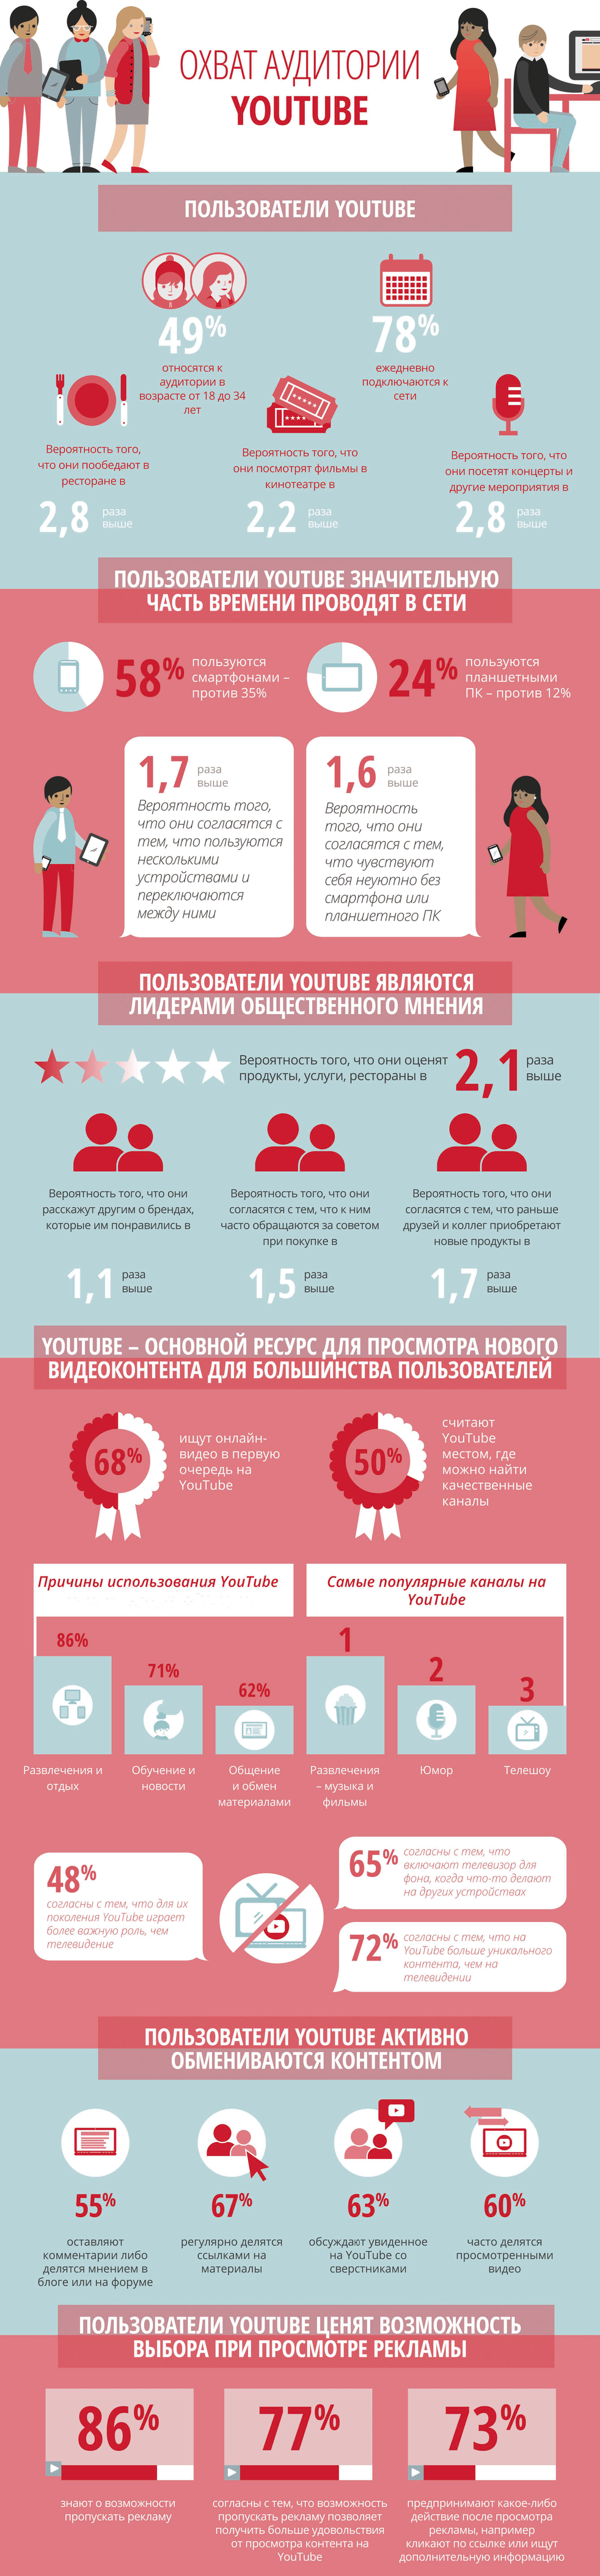 ОХВАТ АУДИТОРИИ
YOUTUBE
ПОЛЬЗОВАТЕЛИ YOUTUBE
49%
относятся к
аудитории в
возрасте от 18 до 34
лет
78%
ежедневно
подключаются к
сети
Вероятность того,
что они пообедают в
ресторане в
2,8 раза
выше
Вероятность того, что
они посмотрят фильмы в
кинотеатре в
2,2 раза
выше
Вероятность того, что
они посетят концерты и
другие мероприятия в
2,8 раза
выше
ПОЛЬЗОВАТЕЛИ YOUTUBE ЗНАЧИТЕЛЬНУЮ
ЧАСТЬ ВРЕМЕНИ ПРОВОДЯТ В СЕТИ
58% пользуются
смартфонами –
против 35%
24% пользуются
планшетными
ПК – против 12%
1,7 раза
выше
Вероятность того,
что они согласятся с
тем, что пользуются
несколькими
устройствами и
переключаются
между ними
1,6 раза
выше
Вероятность
того, что они
согласятся с тем,
что чувствуют
себя неуютно без
смартфона или
планшетного ПК
ПОЛЬЗОВАТЕЛИ YOUTUBE ЯВЛЯЮТСЯ
ЛИДЕРАМИ ОБЩЕСТВЕННОГО МНЕНИЯ
Вероятность того, что они оценят
продукты, услуги, рестораны в
2,1 раза
выше
Вероятность того, что они
расскажут другим о брендах,
которые им понравились в
1,1 раза
выше
Вероятность того, что они
согласятся с тем, что к ним
часто обращаются за советом
при покупке в
1,5 раза
выше
Вероятность того, что они
согласятся с тем, что раньше
друзей и коллег приобретают
новые продукты в
1,7 раза
выше
YOUTUBE – ОСНОВНОЙ РЕСУРС ДЛЯ ПРОСМОТРА НОВОГО
ВИДЕОКОНТЕНТА ДЛЯ БОЛЬШИНСТВА ПОЛЬЗОВАТЕЛЕЙ
68%
ищут онлайн-
видео в первую
очередь на
YouTube
50%
считают
YouTube
местом, где
можно найти
качественные
каналы
Причины использования YouTube
86%
Развлечения и
отдых
71%
Обучение и
новости
62%
Общение
и обмен
материалами
Самые популярные каналы на
YouTube
1
Развлечения
– музыка и
фильмы
2
Юмор
3
Телешоу
48%
согласны с тем, что для их
поколения YouTube играет
более важную роль, чем
телевидение
65% согласны с тем, что
включают телевизор для
фона, когда что-то делают
на других устройствах
72% согласны с тем, что на
YouTube больше уникального
контента, чем на
телевидении
ПОЛЬЗОВАТЕЛИ YOUTUBE АКТИВНО
ОБМЕНИВАЮТСЯ КОНТЕНТОМ
55%
оставляют
комментарии либо
делятся мнением в
блоге или на форуме
67%
регулярно делятся
ссылками на
материалы
63%
обсуждают увиденное
на YouTube со
сверстниками
60%
часто делятся
просмотренными
видео
ПОЛЬЗОВАТЕЛИ YOUTUBE ЦЕНЯТ ВОЗМОЖНОСТЬ
ВЫБОРА ПРИ ПРОСМОТРЕ РЕКЛАМЫ
86%
знают о возможности
пропускать рекламу
77%
согласны с тем, что возможность
пропускать рекламу позволяет
получить больше удовольствия
от просмотра контента на
YouTube
73%
предпринимают какое-либо
действие после просмотра
рекламы, например
кликают по ссылке или ищут
дополнительную информацию